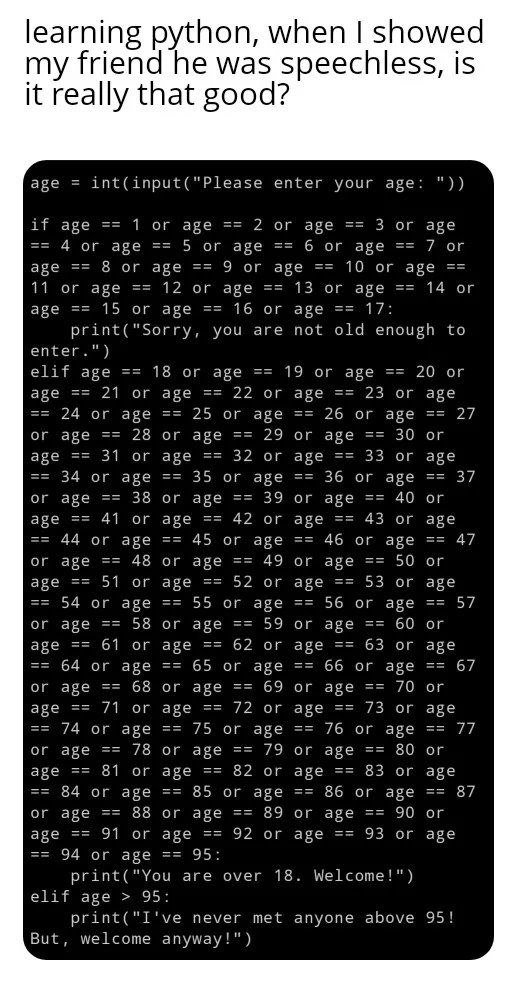 learning python, when I showed
my friend he was speechless, is
it really that good?
age = int(input("Please enter your age: "))
if age == 1 or age == 2 or age == 3 or age
== 4 or age == 5 or age == 6 or age == 7 or
age == 8 or age == 9 or age == 10 or age ==
11 or age == 12 or age == 13 or age == 14 or
age == 15 or age == 16 or age == 17:
    print("Sorry, you are not old enough to
enter.")
elif age == 18 or age == 19 or age == 20 or
age == 21 or age == 22 or age == 23 or age
== 24 or age == 25 or age == 26 or age == 27
or age == 28 or age == 29 or age == 30 or
age == 31 or age == 32 or age == 33 or age
== 34 or age == 35 or age == 36 or age == 37
or age == 38 or age == 39 or age == 40 or
age == 41 or age == 42 or age == 43 or age
== 44 or age == 45 or age == 46 or age == 47
or age == 48 or age == 49 or age == 50 or
age == 51 or age == 52 or age == 53 or age
== 54 or age == 55 or age == 56 or age == 57
or age == 58 or age == 59 or age == 60 or
age == 61 or age == 62 or age == 63 or age
== 64 or age == 65 or age == 66 or age == 67
or age == 68 or age == 69 or age == 70 or
age == 71 or age == 72 or age == 73 or age
== 74 or age == 75 or age == 76 or age == 77
or age == 78 or age == 79 or age == 80 or
age == 81 or age == 82 or age == 83 or age
== 84 or age == 85 or age == 86 or age == 87
or age == 88 or age == 89 or age == 90 or
age == 91 or age == 92 or age == 93 or age
== 94 or age == 95:
    print("You are over 18. Welcome!")
elif age > 95:
    print("I've never met anyone above 95!
But, welcome anyway!")